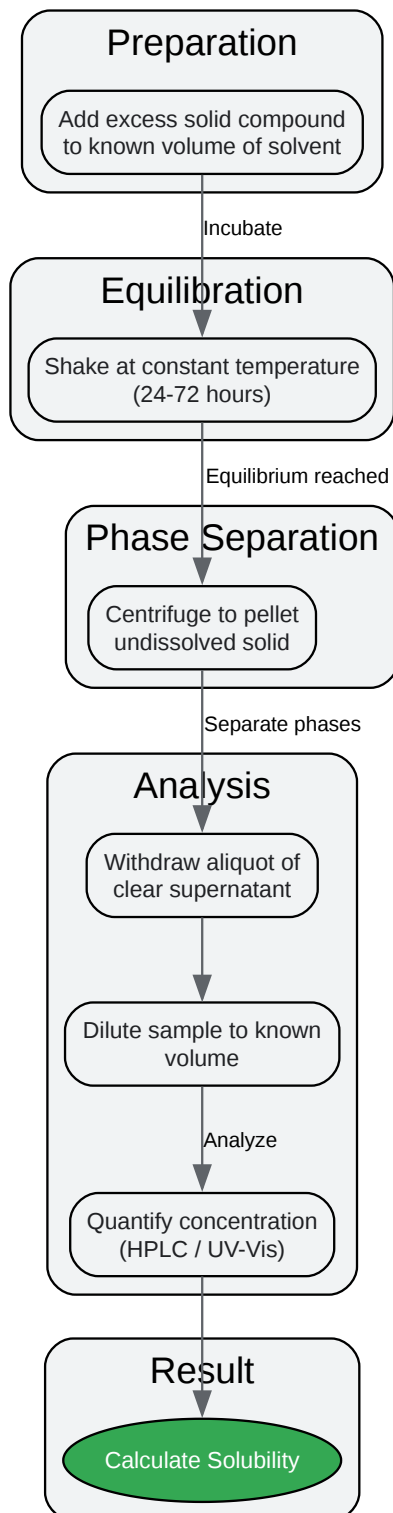 Preparation
Add excess solid compound
to known volume of solvent
Incubate
Equilibration
Shake at constant temperature
(24-72 hours)
Equilibrium reached
Phase Separation
Centrifuge to pellet
undissolved solid
Separate phases
Analysis
Withdraw aliquot of
clear supernatant
Dilute sample to known
volume
Analyze
Quantify concentration
(HPLC / UV-Vis)
Result
Calculate Solubility